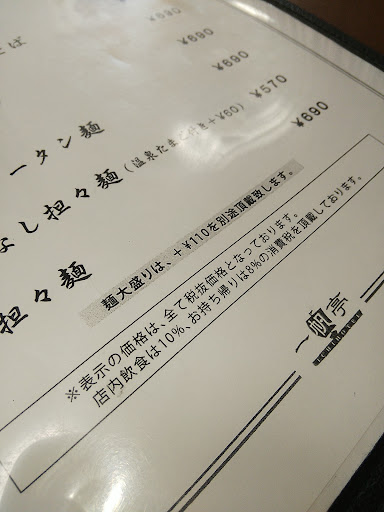 ば ¥690
¥690
ータン麺 ¥690
なし担々麺(温泉たまご付き+¥60) ¥570
担々麺 ¥690
麺大盛りは、+¥110を別途頂戴致します。
※表示の価格は、全て税抜価格となっております。
店内飲食は10%、お持ち帰りは8%の消費税を頂戴しております。
一帆亭